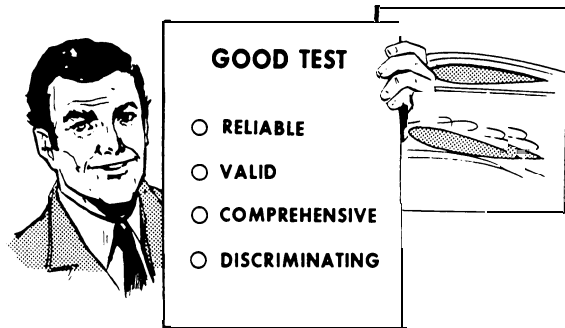 GOOD TEST
RELIABLE
VALID
COMPREHENSIVE
DISCRIMINATING